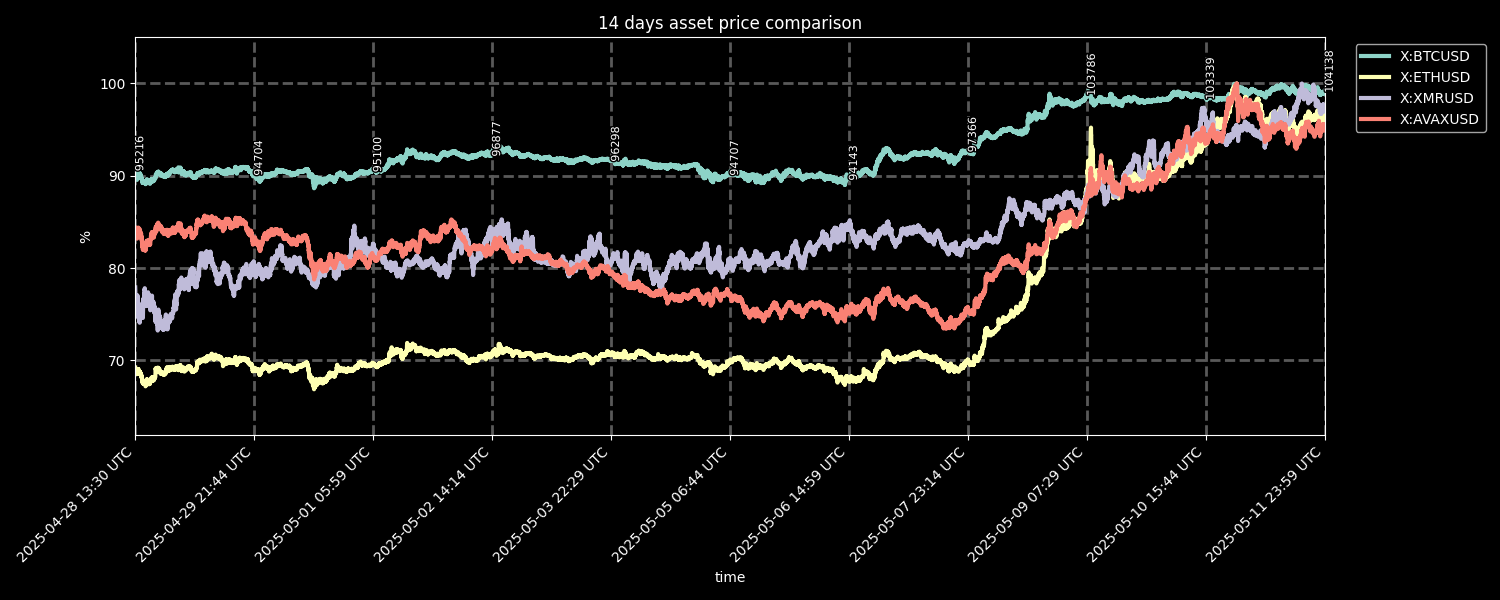 14 days asset price comparison
X:BTCUSD
X:ETHUSD
X:XMRUSD
X:AVAXUSD
%
100
90
80
70
95216
94704
95100
96877
96298
94707
94143
97366
103786
103339
104138
2025-04-28 13:30 UTC
2025-04-29 21:44 UTC
2025-05-01 05:59 UTC
2025-05-02 14:14 UTC
2025-05-03 22:29 UTC
2025-05-05 06:44 UTC
2025-05-06 14:59 UTC
2025-05-07 23:14 UTC
2025-05-09 07:29 UTC
2025-05-10 15:44 UTC
2025-05-11 23:59 UTC
time